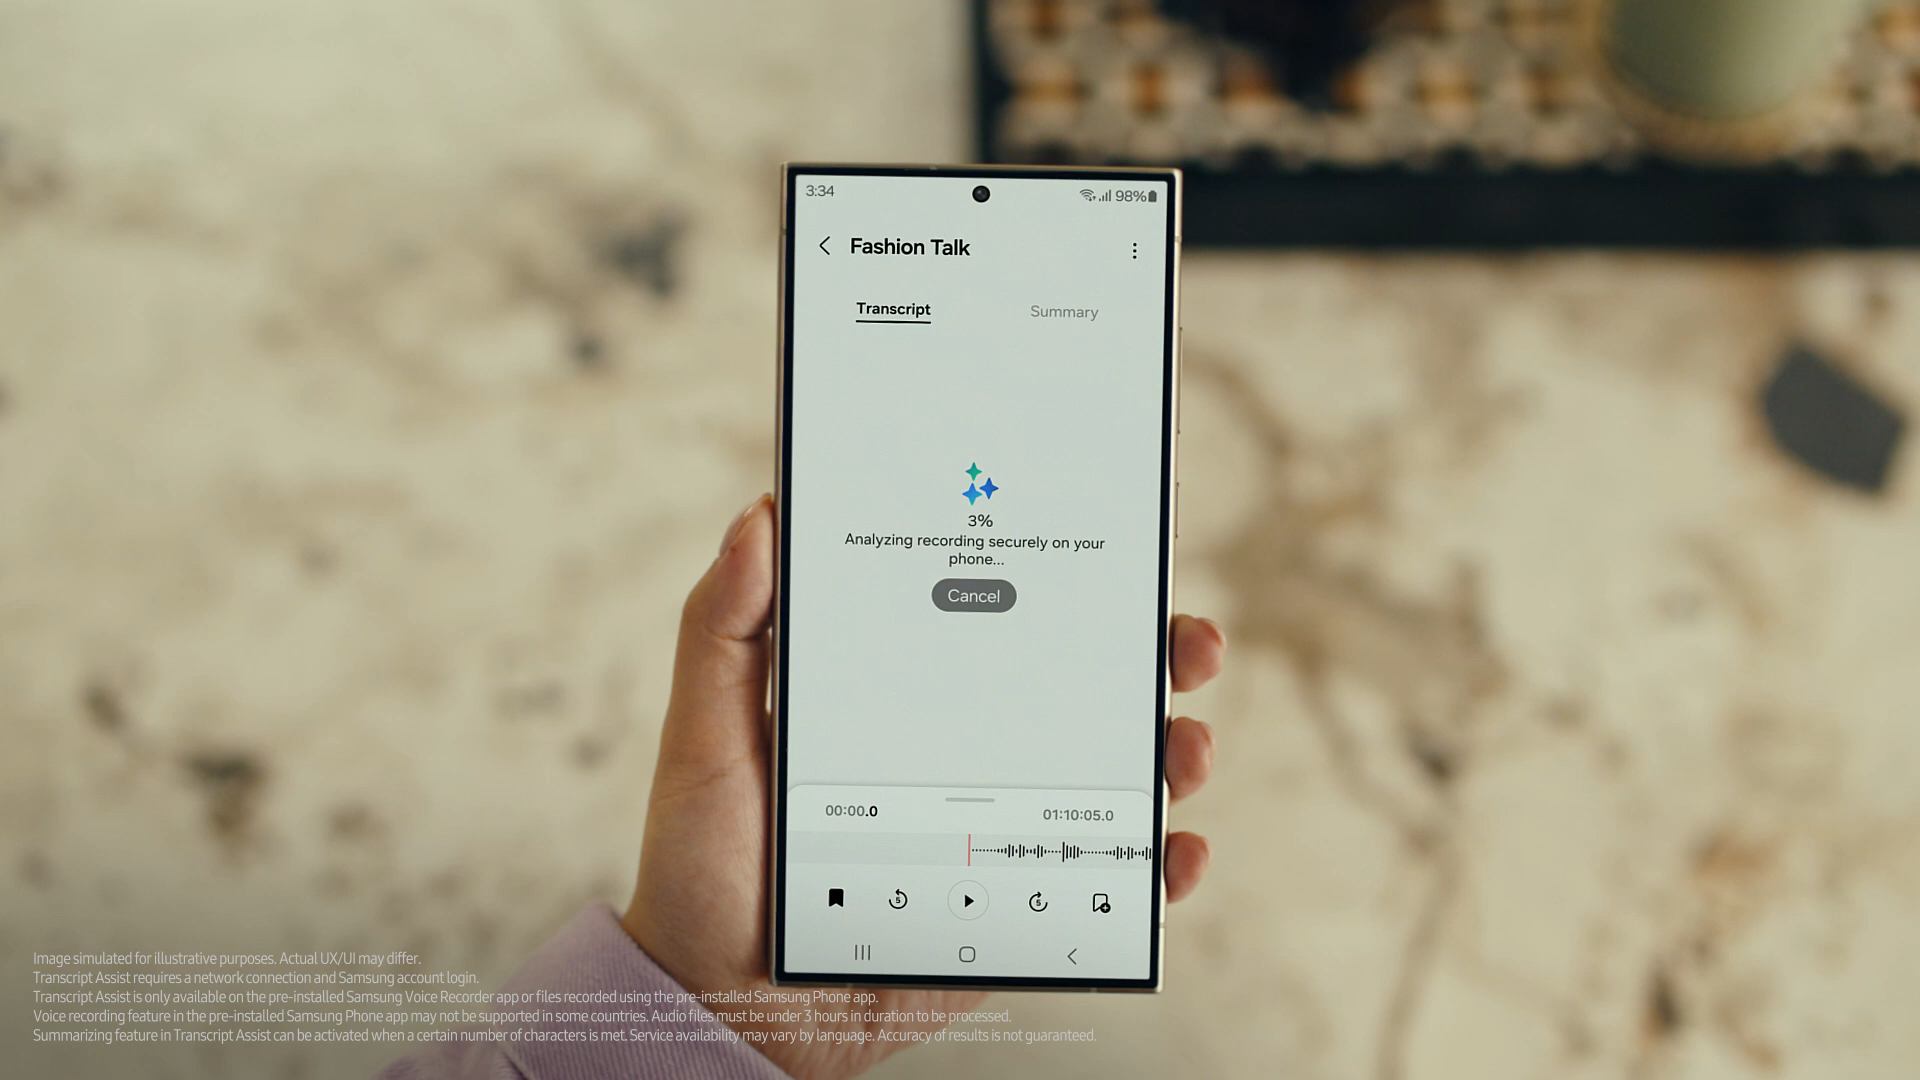 3:34
98%
Fashion Talk
Transcript
Summary
3%
Analyzing recording securely on your
phone...
Cancel
00:00.0
01:10:05.0
5
5
Image simulated for illustrative purposes. Actual UX/UI may differ.
Transcript Assist requires a network connection and Samsung account login.
Transcript Assist is only available on the pre-installed Samsung Voice Recorder app or files recorded using the pre-installed Samsung Phone app.
Voice recording feature in the pre-installed Samsung Phone app may not be supported in some countries. Audio files must be under 3 hours in duration to be processed.
Summarizing feature in Transcript Assist can be activated when a certain number of characters is met. Service availability may vary by language. Accuracy of results is not guaranteed.